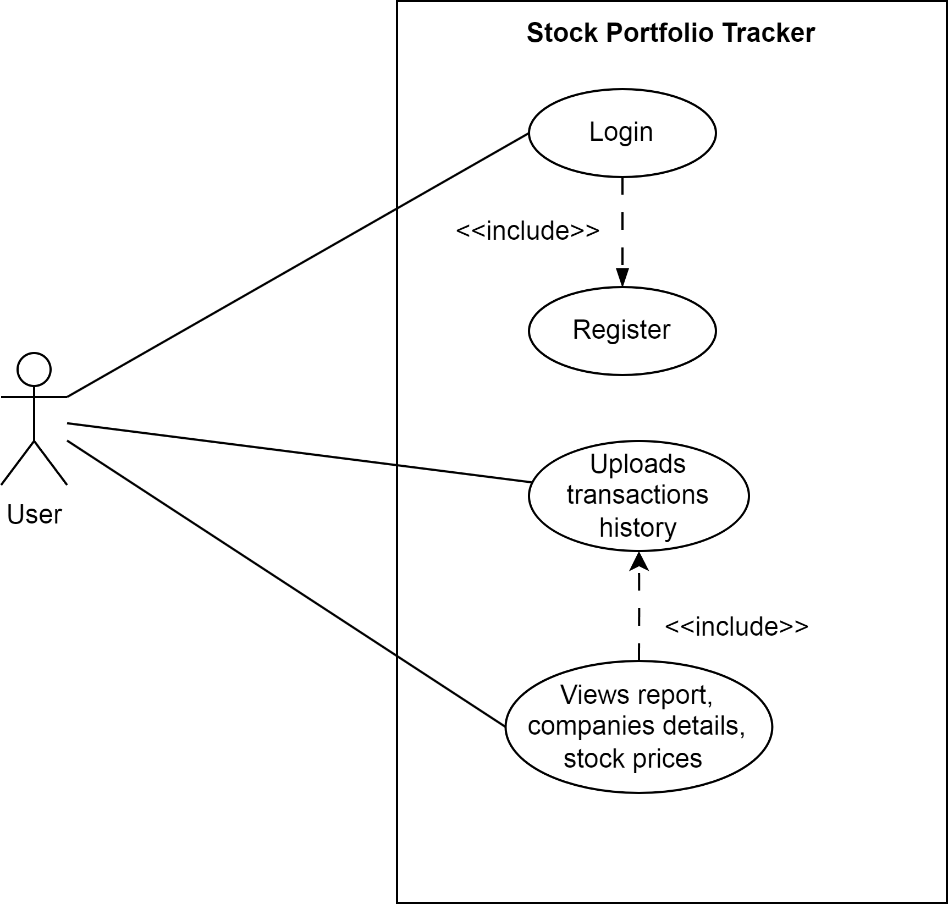 Stock Portfolio Tracker
Login
<<include>>
Register
User
Uploads
transactions
history
<<include>>
Views report,
companies details,
stock prices